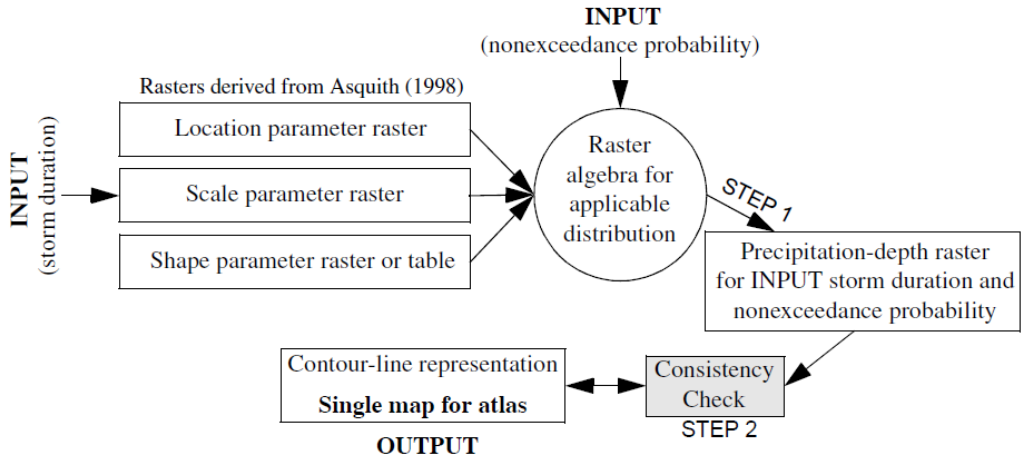 INPUT
(nonexceedance probability)
Rasters derived from Asquith (1998)
INPUT
(storm duration)
Location parameter raster
Scale parameter raster
Shape parameter raster or table
Raster
algebra for
applicable
distribution
STEP 1
Precipitation-depth raster
for INPUT storm duration and
nonexceedance probability
Contour-line representation
Single map for atlas
OUTPUT
Consistency
Check
STEP 2